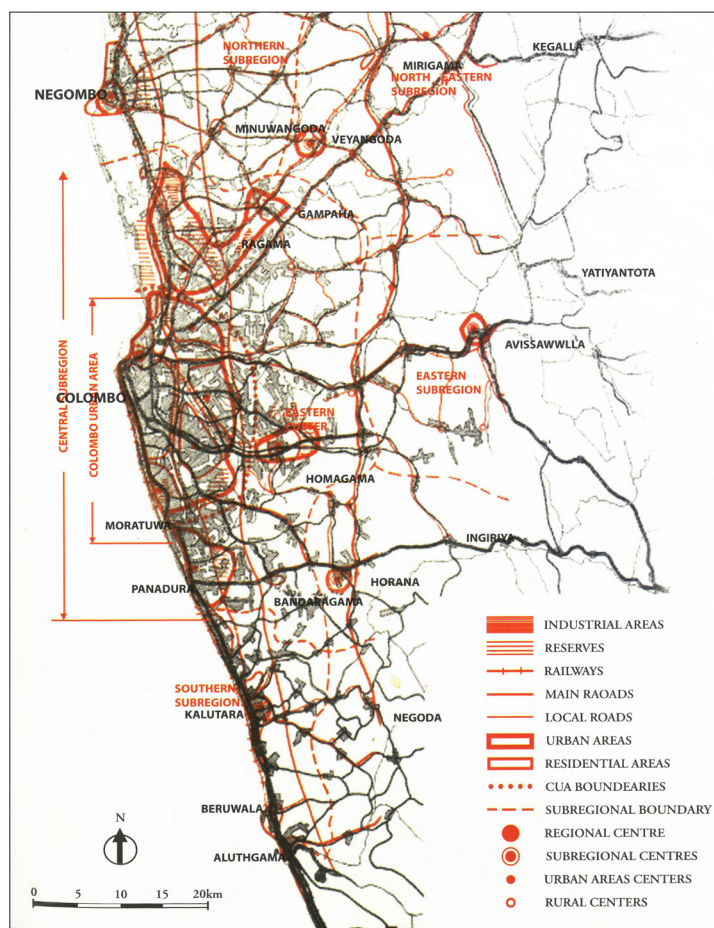 KEGALLA
NORTHERN
SUBREGION
MIRIGAMA
NORTH EASTERN
SUBREGION
NEGOMBO
MINUWANGODA
VEYANGODA
GAMPAHA
RAGAMA
YATIYANTOTA
AVISSAWWLLA
CENTRAL SUBREGION
COLOMBO URBAN AREA
EASTERN
SUBREGION
COLOMBO
EASTERN
HOMAGAMA
MORATUWA
INGIRIYA
PANADURA
HORANA
BANDARAGAMA
SOUTHERN
SUBREGION
KALUTARA
NEGODA
BERUWALA
ALUTHGAMA
INDUSTRIAL AREAS
RESERVES
RAILWAYS
MAIN RAOADS
LOCAL ROADS
URBAN AREAS
RESIDENTIAL AREAS
CUA BOUNDEARIES
SUBREGIONAL BOUNDARY
REGIONAL CENTRE
SUBREGIONAL CENTRES
URBAN AREAS CENTERS
RURAL CENTERS
N
0 5 10 15 20km